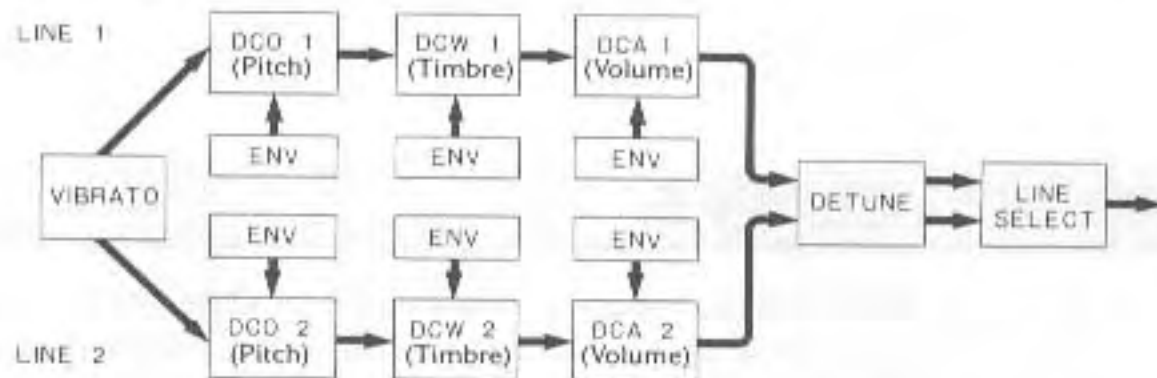 LINE 1
DCO 1
(Pitch)
DCW 1
(Timbre)
DCA 1
(Volume)
ENV
ENV
ENV
VIBRATO
DETUNE
LINE
SELECT
ENV
ENV
ENV
LINE 2
DCO 2
(Pitch)
DCW 2
(Timbre)
DCA 2
(Volume)